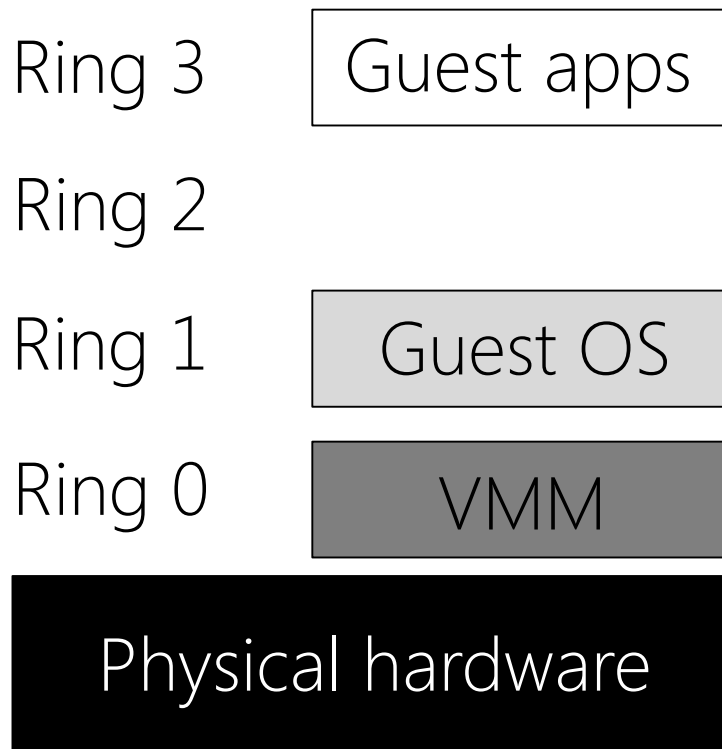 Ring 3 Guest apps
Ring 2
Ring 1 Guest OS
Ring 0 VMM
Physical hardware